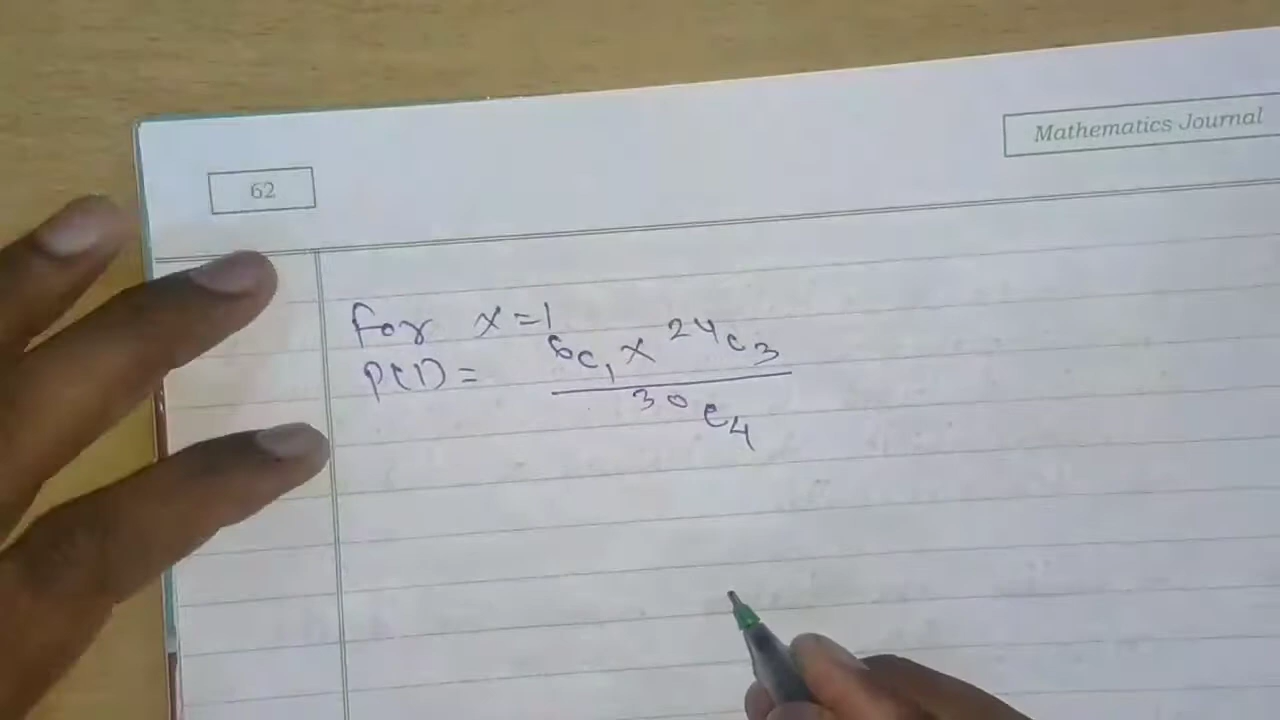 Mathematics Journal
62
For x=1
P(1) = ⁶C₁ x ²⁴C₃
³⁰C₄